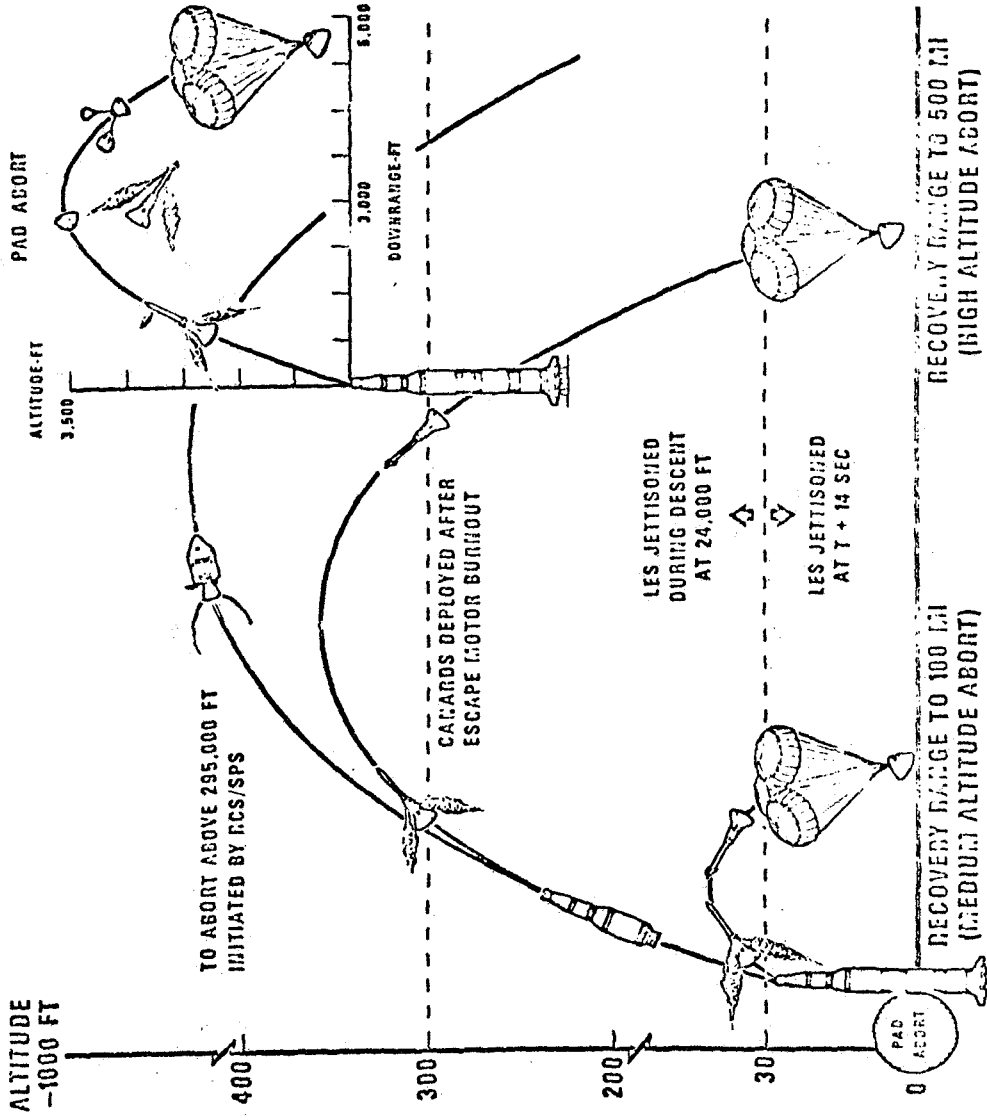 ALTITUDE
-1000 FT
400
300
200
30
0
TO ABORT ABOVE 295,000 FT
INITIATED BY RCS/SPS
CANARDS DEPLOYED AFTER
ESCAPE MOTOR BURNOUT
LES JETTISONED
DURING DESCENT
AT 24,000 FT
LES JETTISONED
AT T + 14 SEC
PAD
ABORT
RECOVERY RANGE TO 100 MI
(MEDIUM ALTITUDE ABORT)
RECOVERY RANGE TO 500 MI
(HIGH ALTITUDE ABORT)
PAD ABORT
ALTITUDE-FT
3,500
3,000
DOWNRANGE-FT